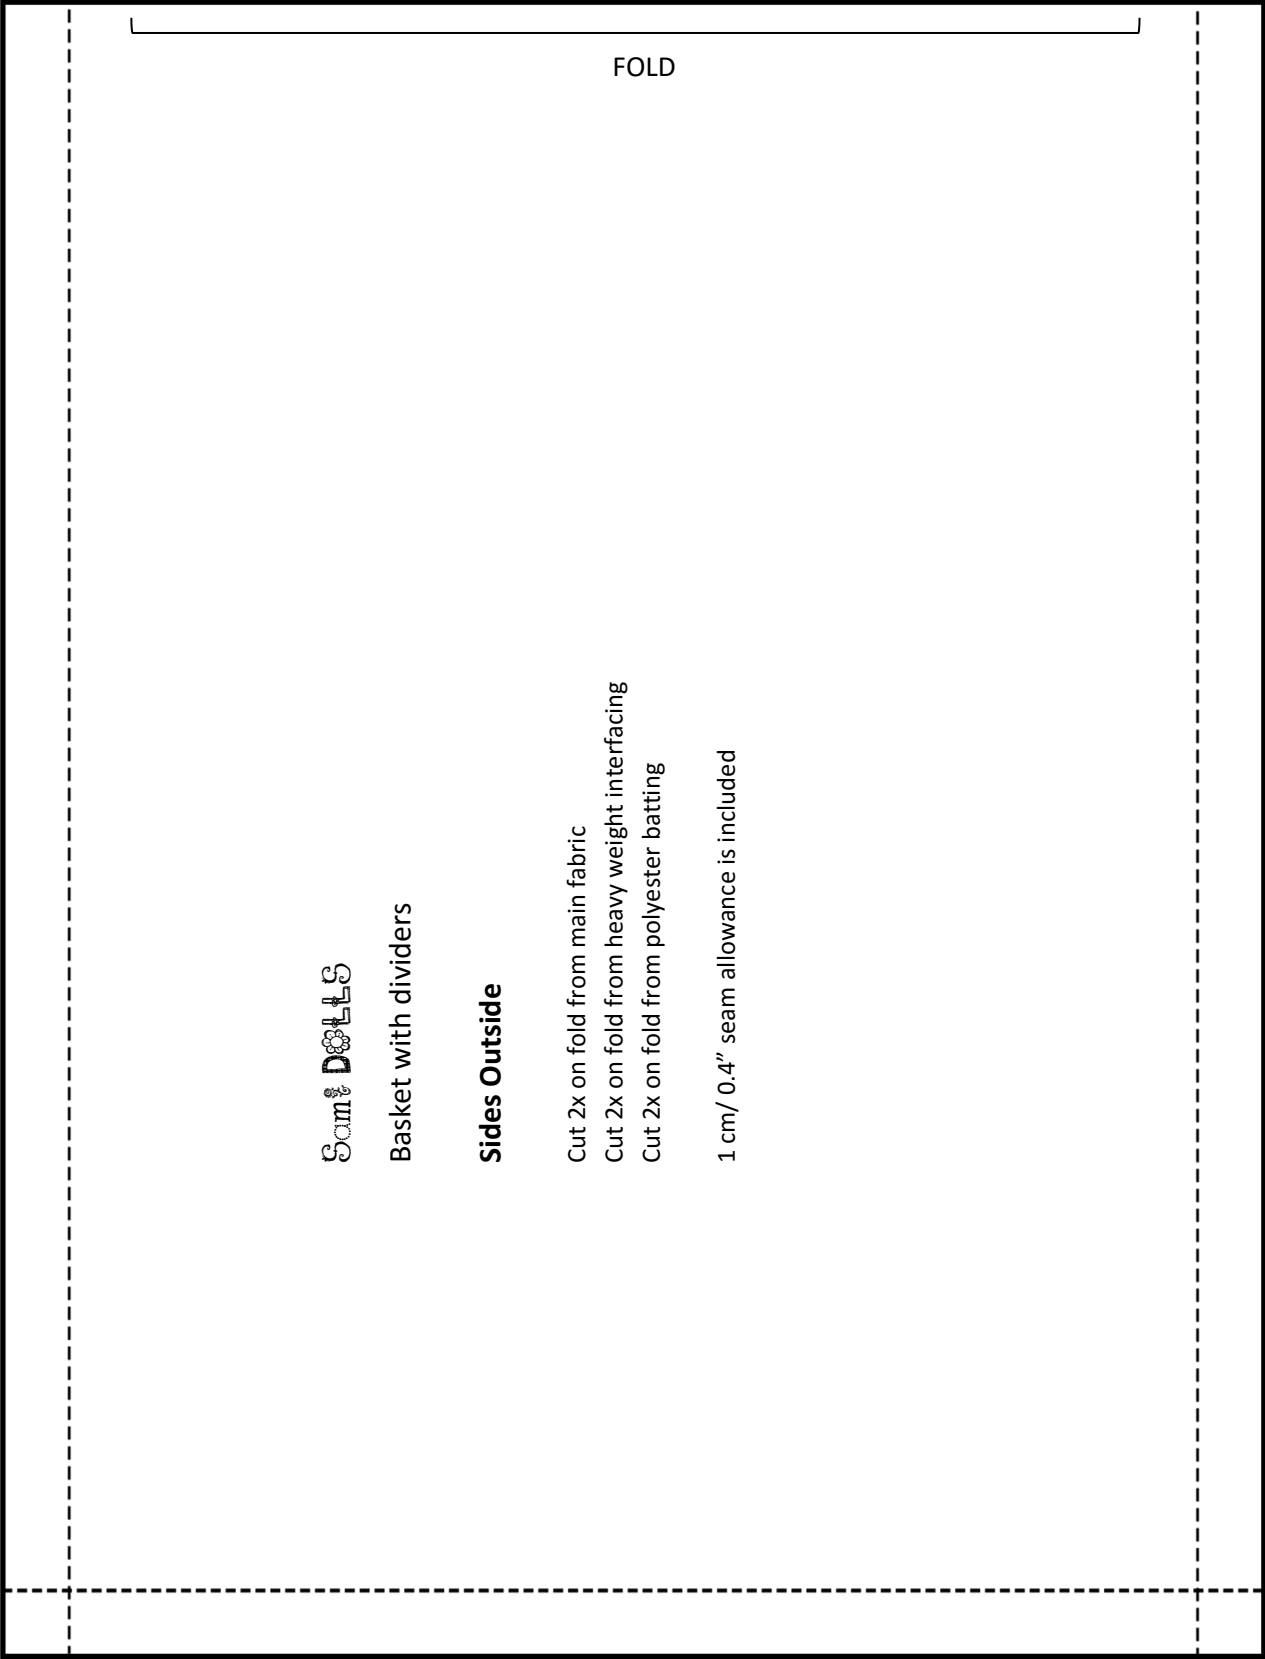 FOLD
Sami DOLLS
Basket with dividers
Sides Outside
Cut 2x on fold from main fabric
Cut 2x on fold from heavy weight interfacing
Cut 2x on fold from polyester batting
1 cm/ 0.4” seam allowance is included